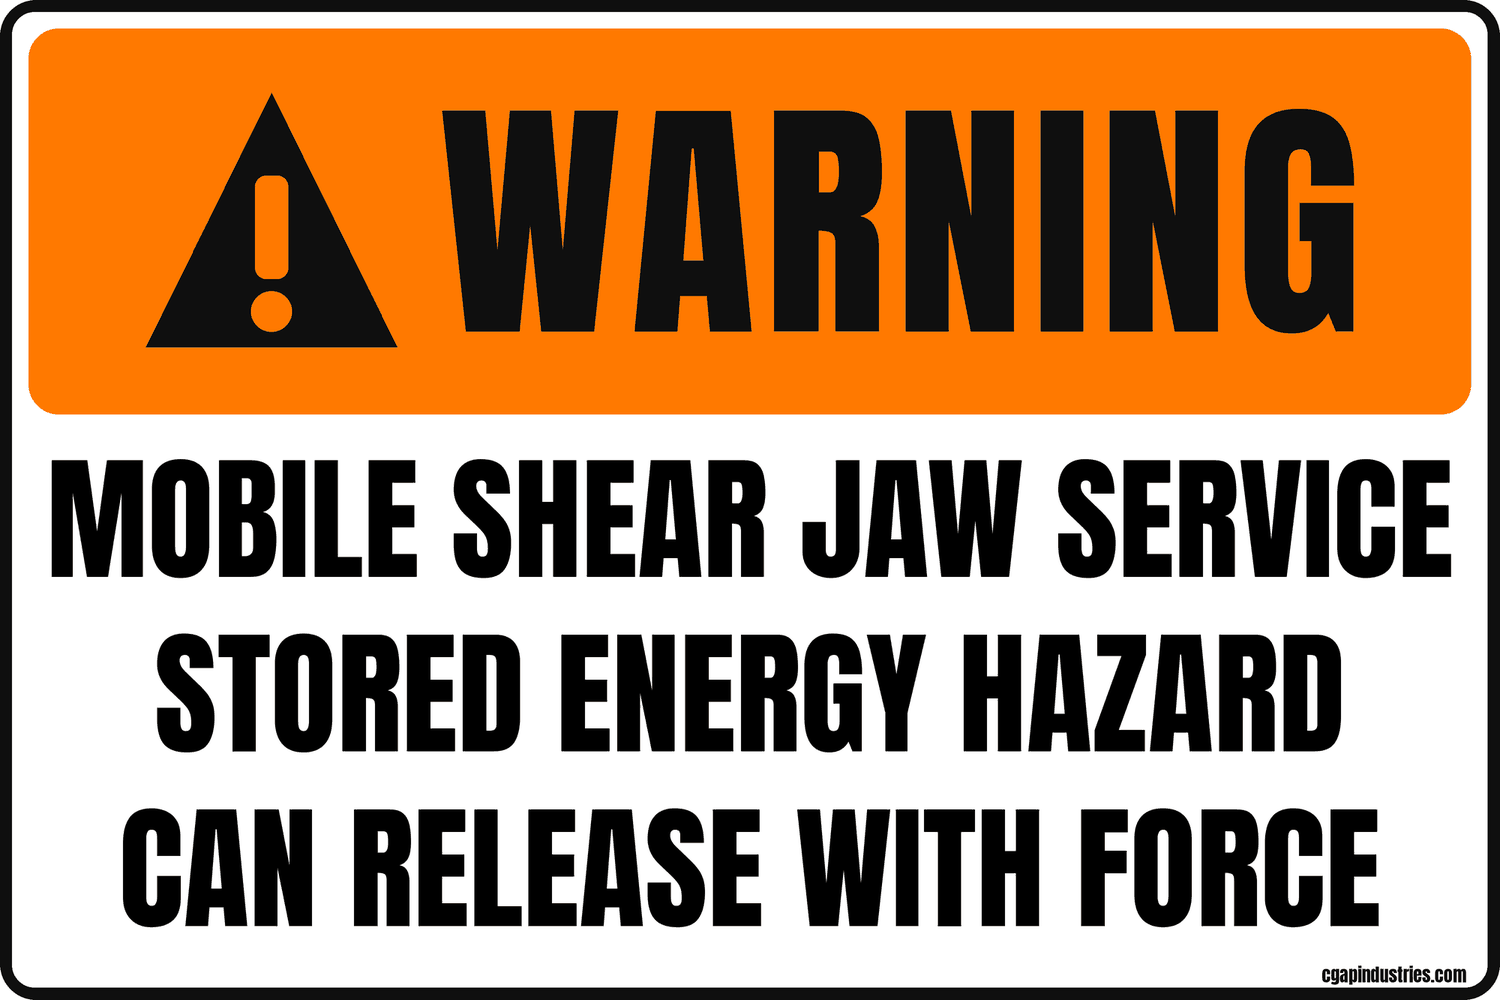 WARNING
MOBILE SHEAR JAW SERVICE
STORED ENERGY HAZARD
CAN RELEASE WITH FORCE
cgapindustries.com